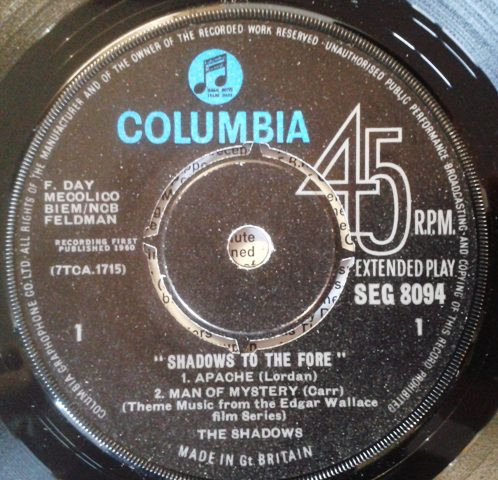 COLUMBIA GRAPHOPHONE CO. LTD. ALL RIGHTS OF THE MANUFACTURER AND OF THE OWNER OF THE RECORDED WORK RESERVED · UNAUTHORISED PUBLIC PERFORMANCE BROADCASTING AND COPYING OF THIS RECORD PROHIBITED
COLUMBIA
45
R.P.M.
EXTENDED PLAY
SEG 8094
F. DAY
MECOLICO
BIEM/NCB
FELDMAN
RECORDING FIRST
PUBLISHED 1960
(7TCA.1715)
1
1
"SHADOWS TO THE FORE"
1. APACHE (Lordan)
2. MAN OF MYSTERY (Carr)
(Theme Music from the Edgar Wallace
film Series)
THE SHADOWS
MADE IN Gt. BRITAIN